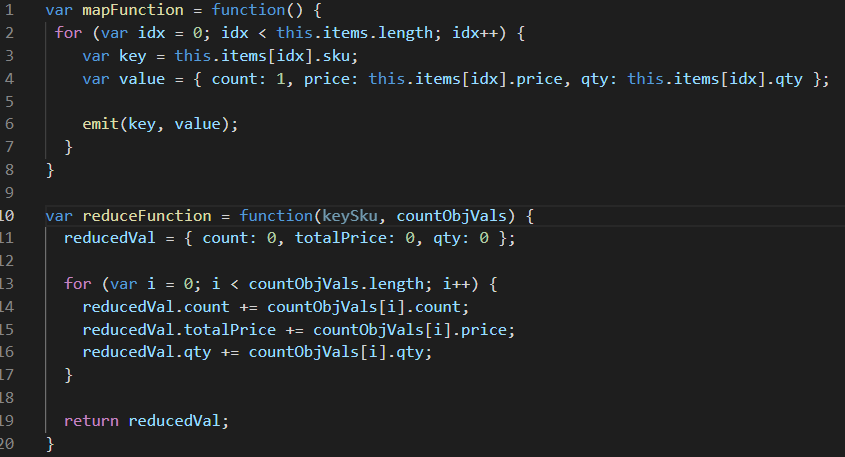 1 var mapFunction = function() {
2 for (var idx = 0; idx < this.items.length; idx++) {
3 var key = this.items[idx].sku;
4 var value = { count: 1, price: this.items[idx].price, qty: this.items[idx].qty };
5
6 emit(key, value);
7 }
8 }
9
10 var reduceFunction = function(keySku, countObjVals) {
11 reducedVal = { count: 0, totalPrice: 0, qty: 0 };
12
13 for (var i = 0; i < countObjVals.length; i++) {
14 reducedVal.count += countObjVals[i].count;
15 reducedVal.totalPrice += countObjVals[i].price;
16 reducedVal.qty += countObjVals[i].qty;
17 }
18
19 return reducedVal;
20 }